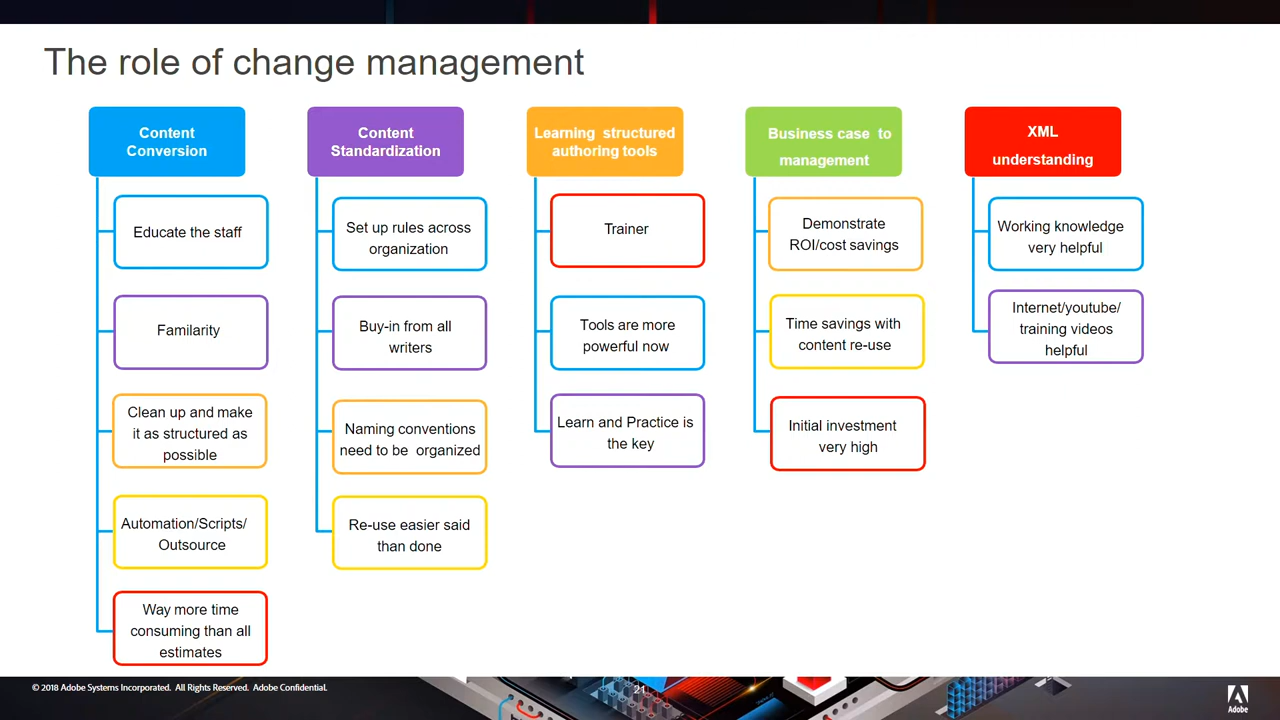 The role of change management
Content
Conversion
Educate the staff
Familarity
Clean up and make
it as structured as
possible
Automation/Scripts/
Outsource
Way more time
consuming than all
estimates
Content
Standardization
Set up rules across
organization
Buy-in from all
writers
Naming conventions
need to be organized
Re-use easier said
than done
Learning structured
authoring tools
Trainer
Tools are more
powerful now
Learn and Practice is
the key
Business case to
management
Demonstrate
ROI/cost savings
Time savings with
content re-use
Initial investment
very high
XML
understanding
Working knowledge
very helpful
Internet/youtube/
training videos
helpful
© 2018 Adobe Systems Incorporated. All Rights Reserved. Adobe Confidential.
21
Adobe